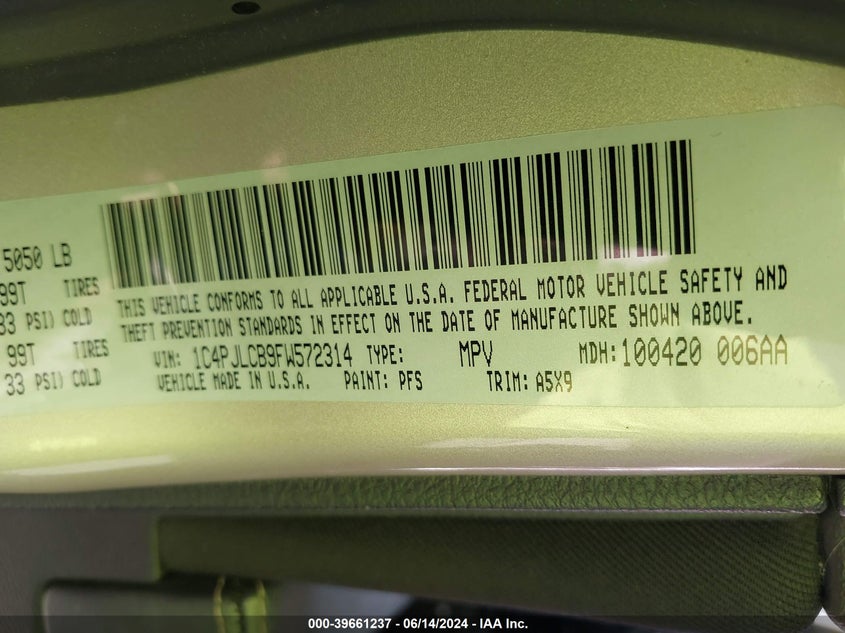 5050 LB
99T TIRES
33 PSI) COLD
99T TIRES
33 PSI) COLD
THIS VEHICLE CONFORMS TO ALL APPLICABLE U.S.A. FEDERAL MOTOR VEHICLE SAFETY AND
THEFT PREVENTION STANDARDS IN EFFECT ON THE DATE OF MANUFACTURE SHOWN ABOVE.
VIN: 1C4PJLCB9FW572314 TYPE: MPV MDH: 100420 006AA
VEHICLE MADE IN U.S.A. PAINT: PFS TRIM: A5X9
000-39661237 - 06/14/2024 - IAA Inc.